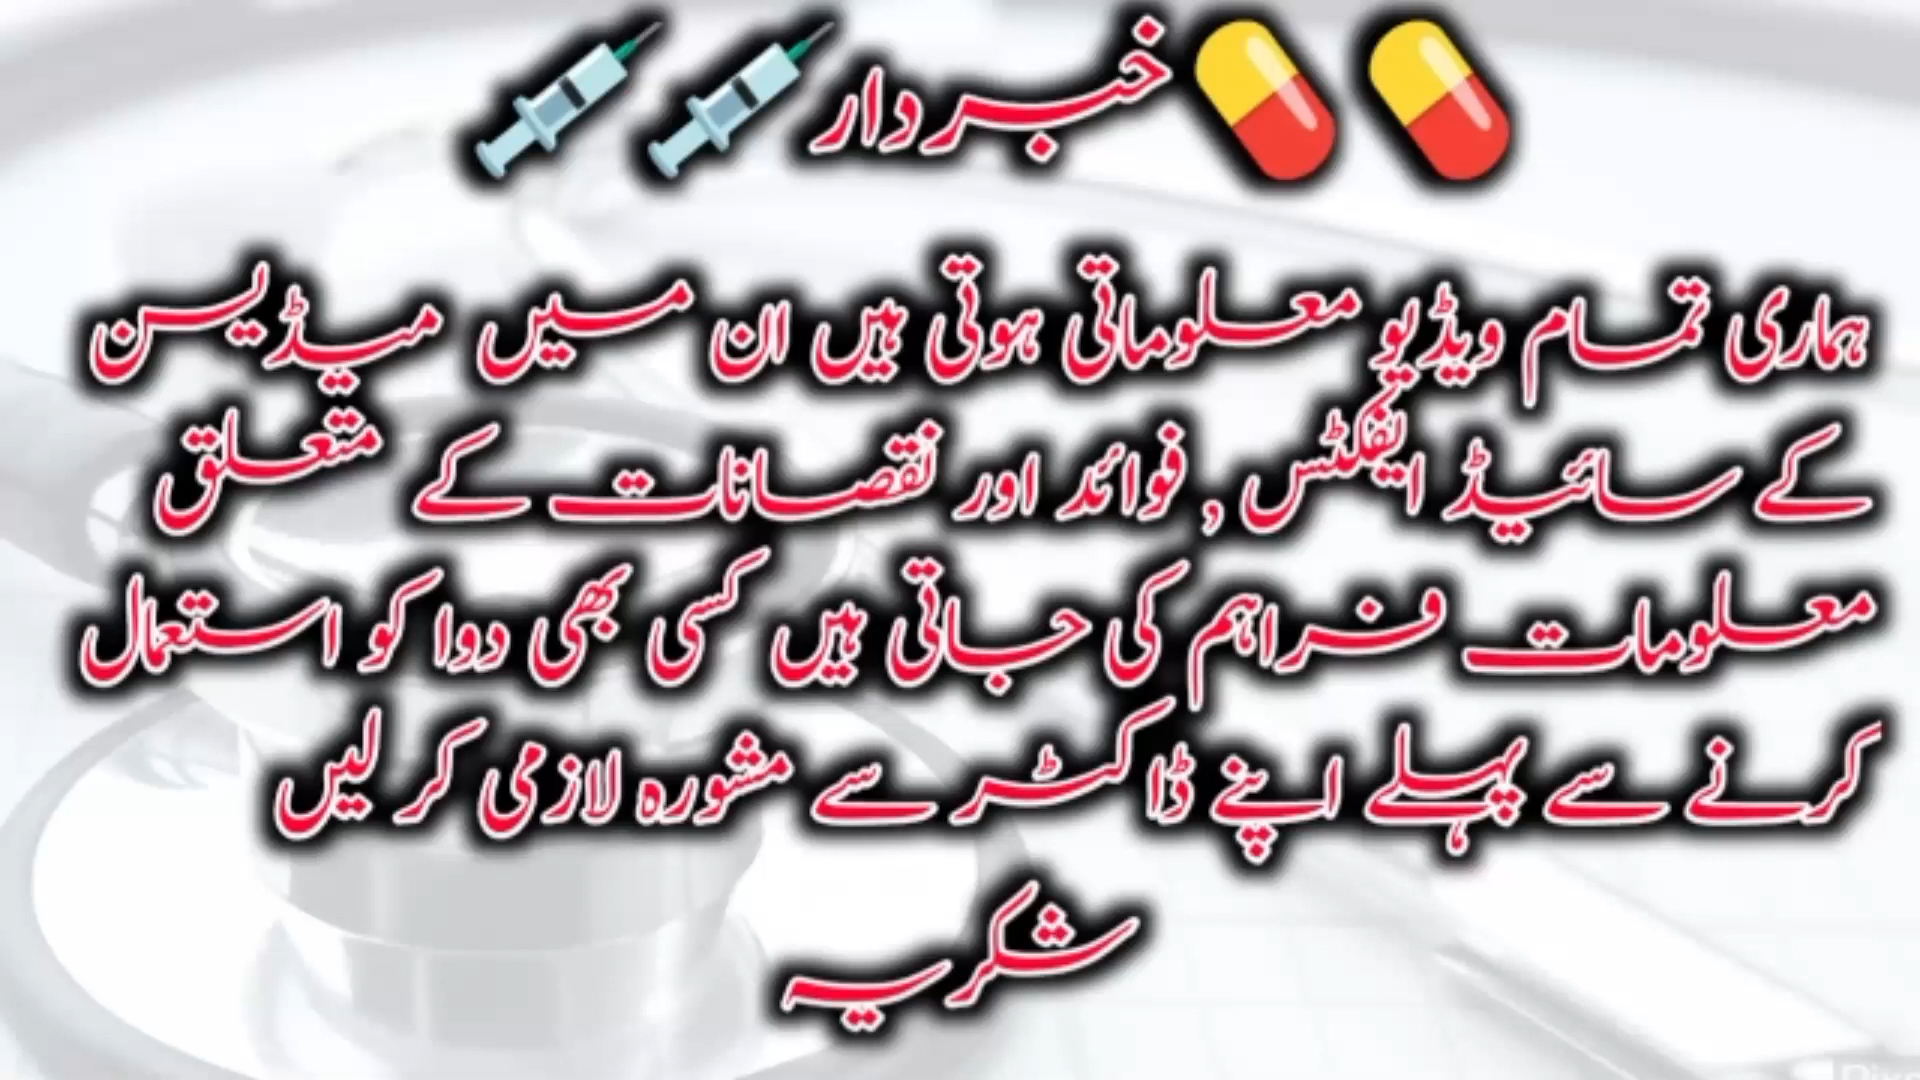 💊💊خبردار💉💉
ہماری تمام ویڈیو معلوماتی ہوتی ہیں ان میں میڈیسن
کے سائیڈ ایفکٹس , فوائد اور نقصانات کے متعلق
معلومات فراہم کی جاتی ہیں کسی بھی دوا کو استعمال
کرنے سے پہلے اپنے ڈاکٹر سے مشورہ لازمی کر لیں
شکریہ